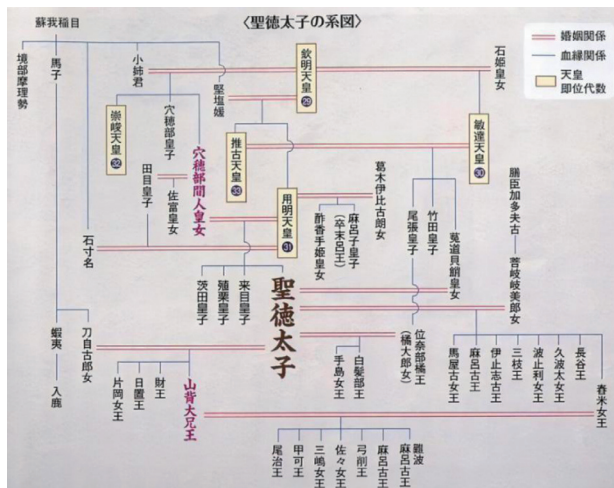 〈聖徳太子の系図〉
婚姻関係
血縁関係
天皇
即位代数
蘇我稲目
境部摩理勢
馬子
小姉君
堅塩媛
欽明天皇 29
石姫皇女
崇峻天皇 32
穴穂部皇子
穴穂部間人皇女
推古天皇 33
敏達天皇 30
田目皇子
佐富皇女
用明天皇 31
葛木伊比古朗女
麻呂子皇子
(卒末呂王)
酢香手姫皇女
尾張皇子
竹田皇子
菟道貝鮹皇女
膳臣加多夫古
菩岐岐美郎女
石寸名
茨田皇子
殖栗皇子
来目皇子
聖徳太子
位奈部橘王
(橘大郎女)
蝦夷
刀自古郎女
入鹿
片岡女王
日置王
財王
山背大兄王
手島女王
白髪部王
馬屋古女王
麻呂古王
伊止志古王
三枝王
波止利女王
久波太女王
長谷王
舂米女王
尾治王
甲可王
三嶋女王
佐々女王
弓削王
麻呂古王
難波
麻呂古王